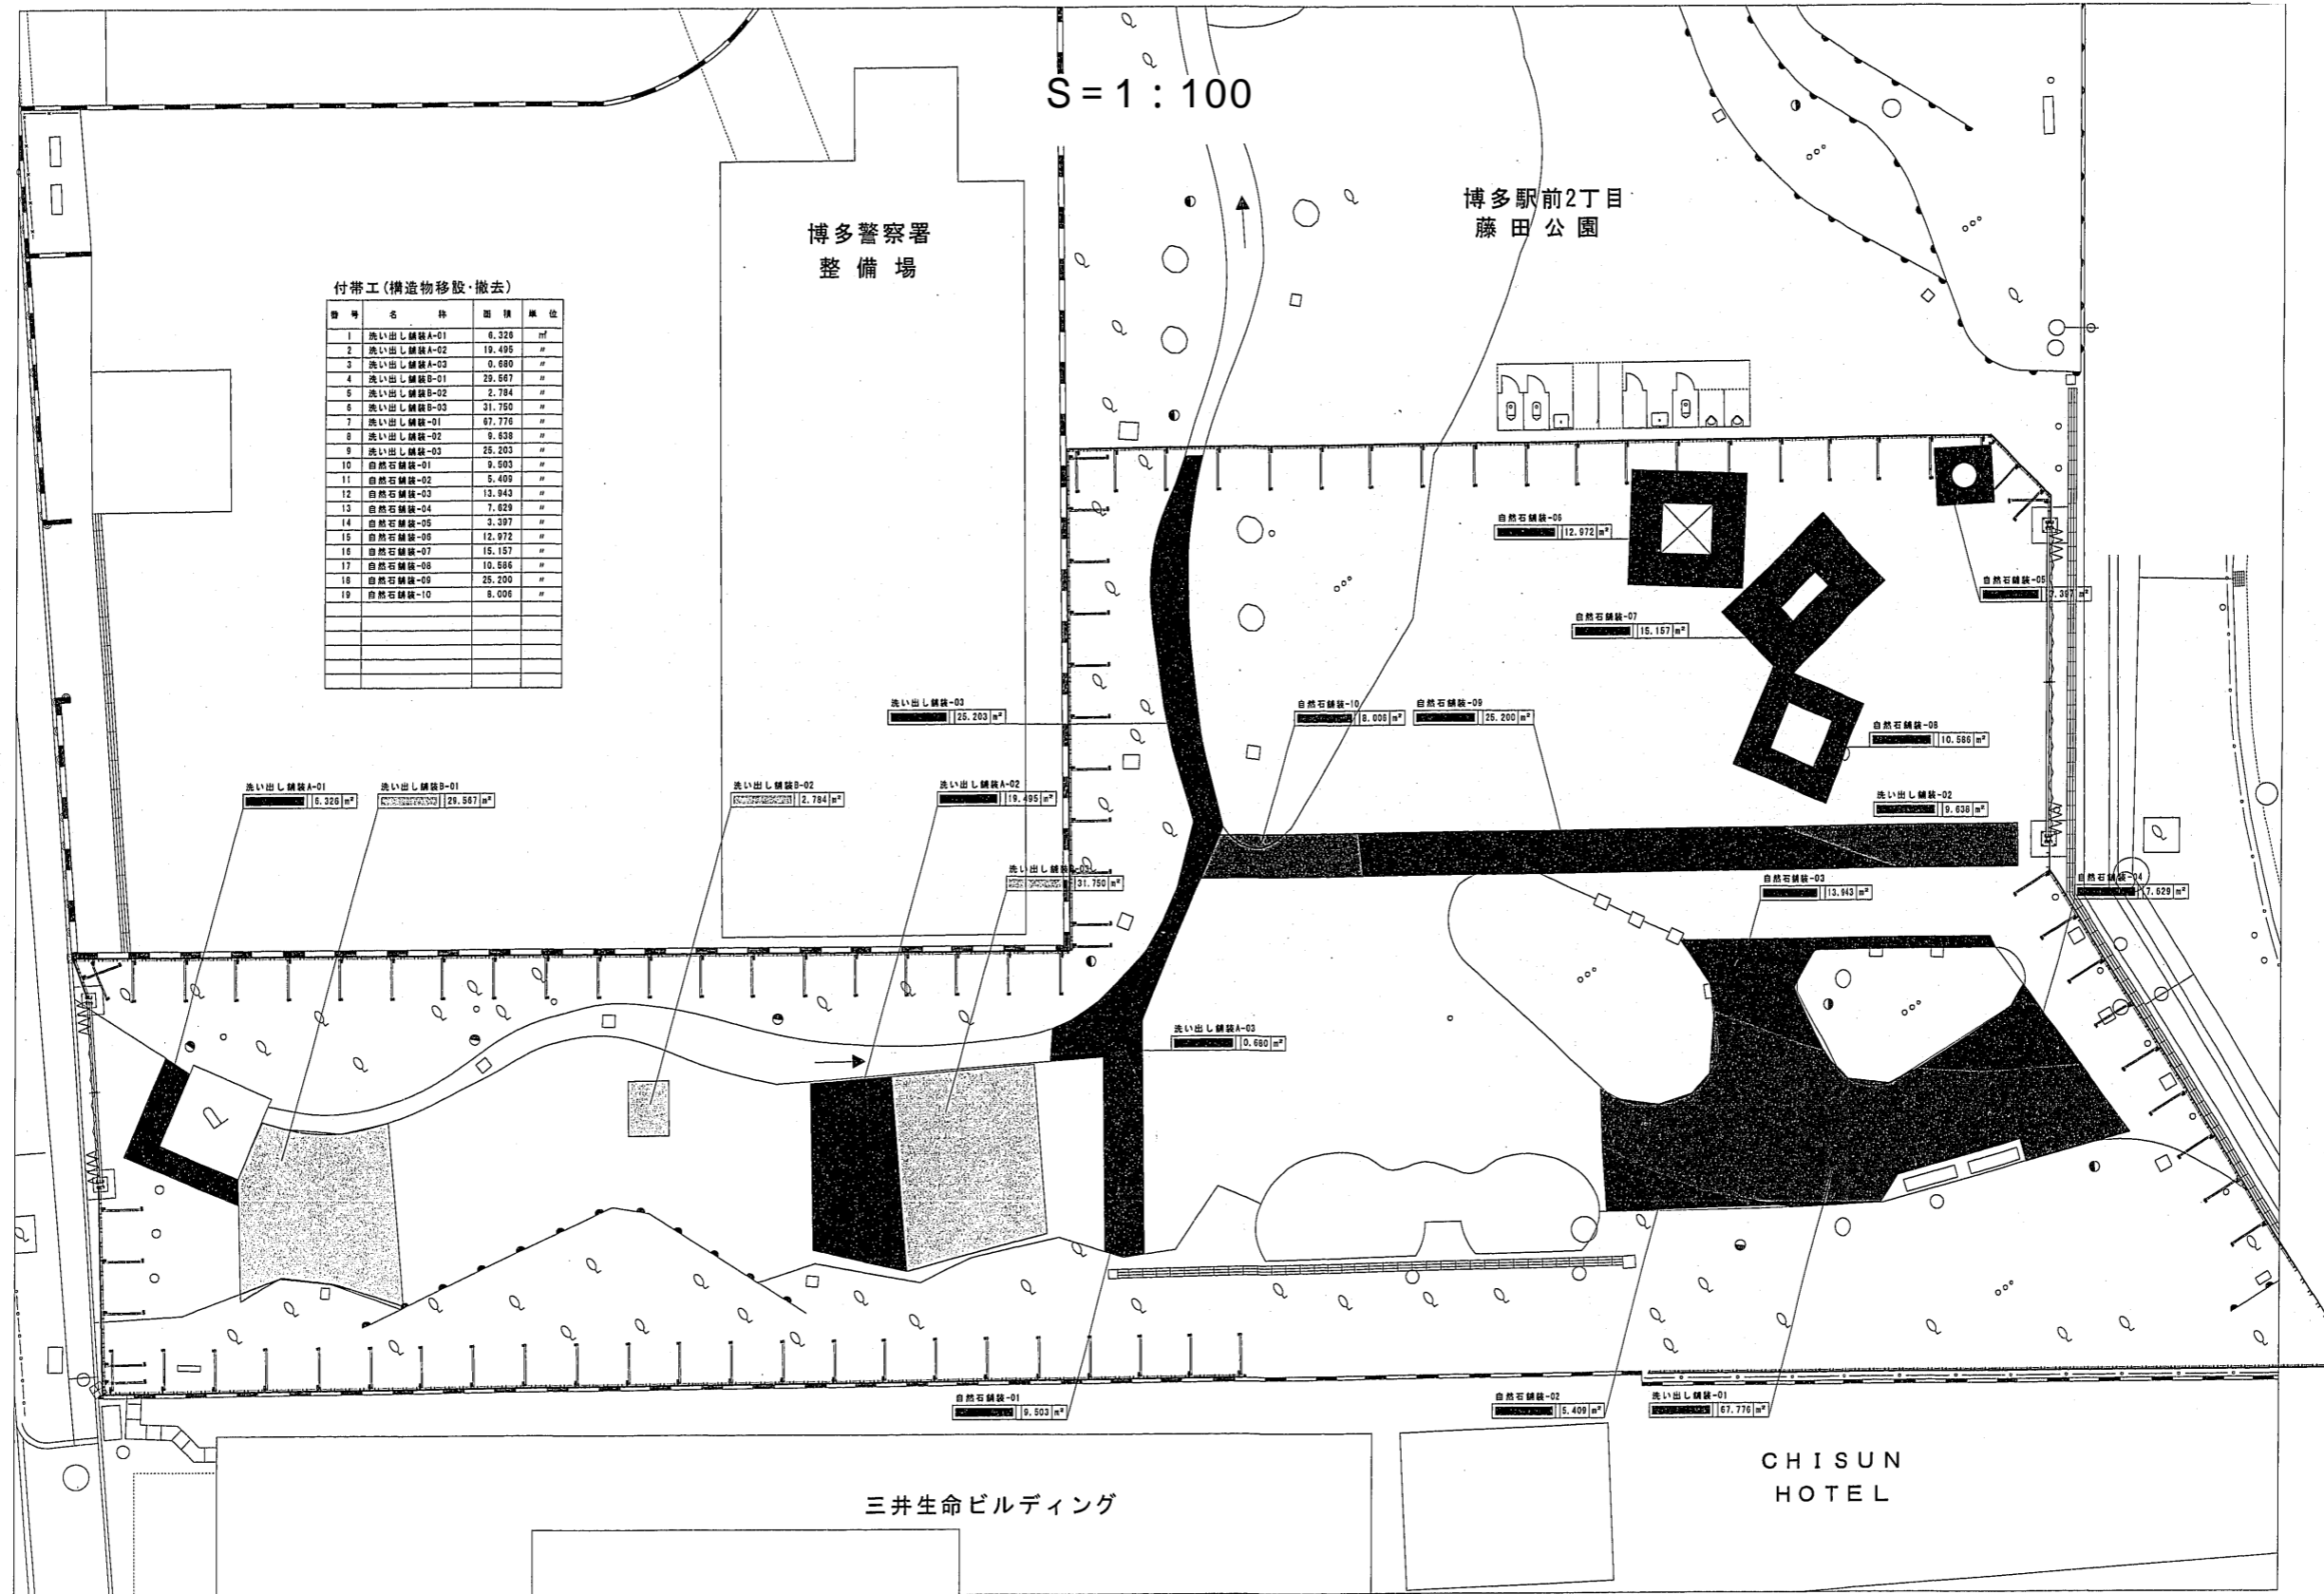 S=1:100
博多警察署
整備場
博多駅前2丁目
藤田公園
付帯工(構造物移設・撤去)
番号 名称 面積 単位
1 洗い出し舗装A-01 6.326 ㎡
2 洗い出し舗装A-02 19.495 〃
3 洗い出し舗装A-03 0.680 〃
4 洗い出し舗装B-01 29.567 〃
5 洗い出し舗装B-02 2.784 〃
6 洗い出し舗装B-03 31.750 〃
7 洗い出し舗装-01 67.776 〃
8 洗い出し舗装-02 9.638 〃
9 洗い出し舗装-03 25.203 〃
10 自然石舗装-01 9.503 〃
11 自然石舗装-02 5.409 〃
12 自然石舗装-03 13.943 〃
13 自然石舗装-04 7.629 〃
14 自然石舗装-05 3.397 〃
15 自然石舗装-06 12.972 〃
16 自然石舗装-07 15.157 〃
17 自然石舗装-08 10.586 〃
18 自然石舗装-09 25.200 〃
19 自然石舗装-10 8.006 〃
自然石舗装-06
12.972 m²
自然石舗装-05
自然石舗装-07
15.157 m²
洗い出し舗装-03
25.203 m²
自然石舗装-10
8.006 m²
自然石舗装-09
25.200 m²
自然石舗装-08
10.586 m²
洗い出し舗装A-01
6.326 m²
洗い出し舗装B-01
29.567 m²
洗い出し舗装B-02
2.784 m²
洗い出し舗装A-02
19.495 m²
洗い出し舗装-02
9.638 m²
洗い出し舗装B-03
31.750 m²
自然石舗装-03
13.943 m²
自然石舗装-04
7.629 m²
洗い出し舗装A-03
0.680 m²
自然石舗装-01
9.503 m²
自然石舗装-02
5.409 m²
洗い出し舗装-01
67.776 m²
三井生命ビルディング
CHISUN
HOTEL